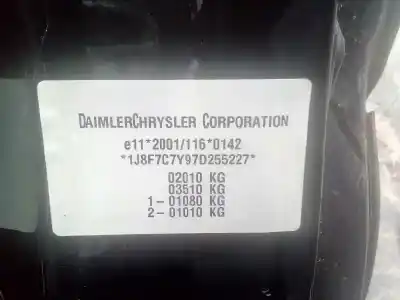 DAIMLERCHRYSLER CORPORATION
e11*2001/116*0142
*1J8F7C7Y97D255227*
02010 KG
03510 KG
1- 01080 KG
2- 01010 KG